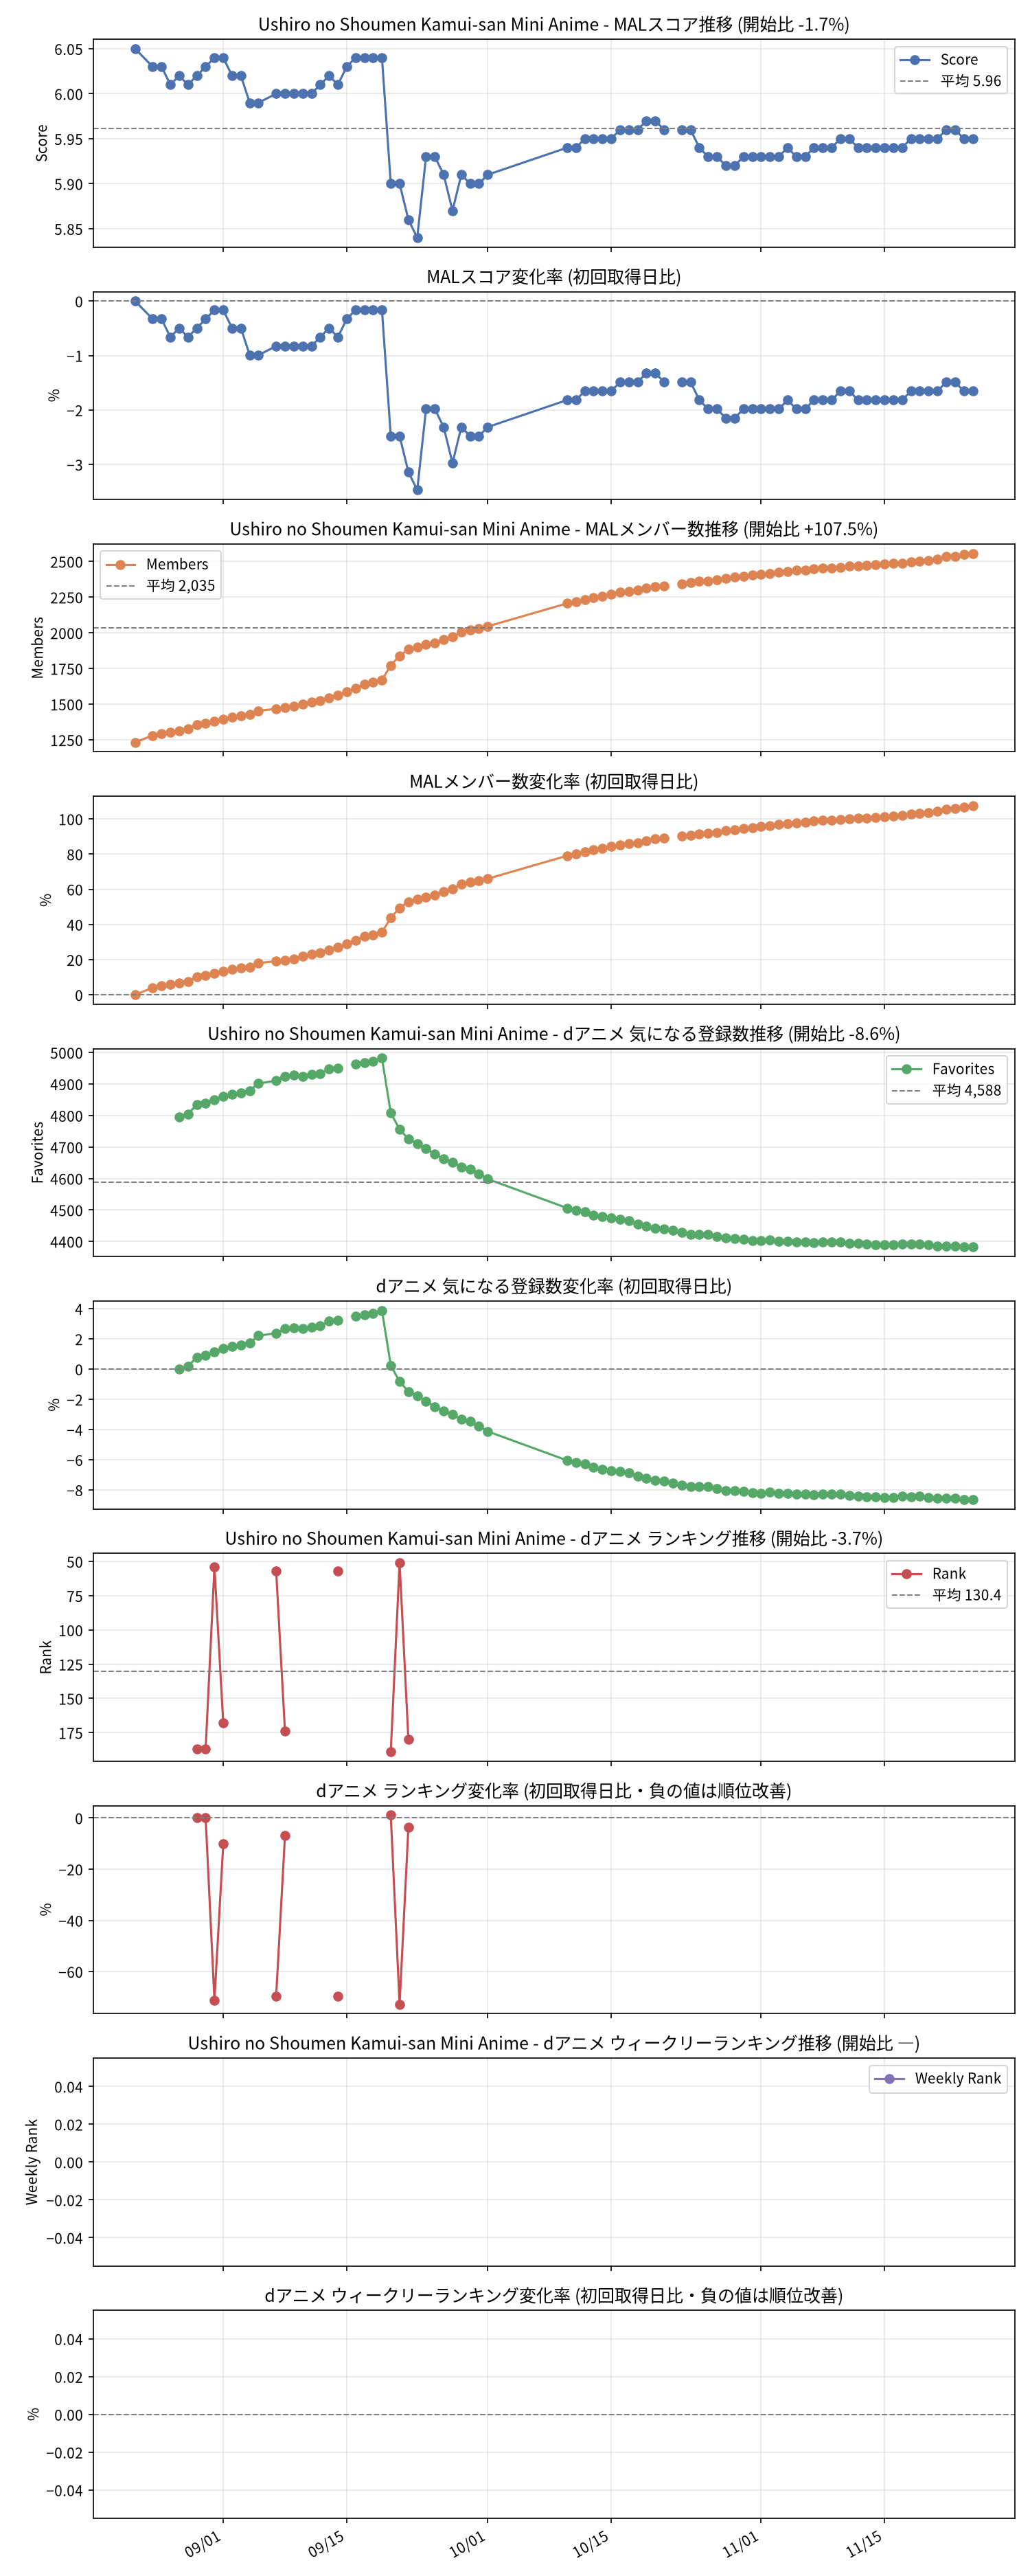 Ushiro no Shoumen Kamui-san Mini Anime - MALスコア推移 (開始比 -1.7%)
Score
6.05
6.00
5.95
5.90
5.85
Score
平均 5.96
MALスコア変化率 (初回取得日比)
%
0
−1
−2
−3
Ushiro no Shoumen Kamui-san Mini Anime - MALメンバー数推移 (開始比 +107.5%)
Members
2500
2250
2000
1750
1500
1250
Members
平均 2,035
MALメンバー数変化率 (初回取得日比)
%
100
80
60
40
20
0
Ushiro no Shoumen Kamui-san Mini Anime - dアニメ 気になる登録数推移 (開始比 -8.6%)
Favorites
5000
4900
4800
4700
4600
4500
4400
Favorites
平均 4,588
dアニメ 気になる登録数変化率 (初回取得日比)
%
4
2
0
−2
−4
−6
−8
Ushiro no Shoumen Kamui-san Mini Anime - dアニメ ランキング推移 (開始比 -3.7%)
Rank
50
75
100
125
150
175
Rank
平均 130.4
dアニメ ランキング変化率 (初回取得日比・負の値は順位改善)
%
0
−20
−40
−60
Ushiro no Shoumen Kamui-san Mini Anime - dアニメ ウィークリーランキング推移 (開始比 —)
Weekly Rank
0.04
0.02
0.00
−0.02
−0.04
Weekly Rank
dアニメ ウィークリーランキング変化率 (初回取得日比・負の値は順位改善)
%
0.04
0.02
0.00
−0.02
−0.04
09/01
09/15
10/01
10/15
11/01
11/15